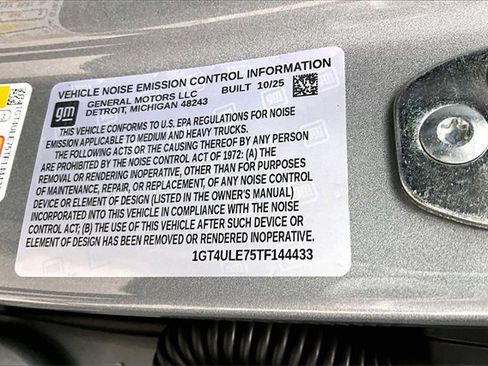 VEHICLE NOISE EMISSION CONTROL INFORMATION
gm GENERAL MOTORS LLC BUILT 10/25
DETROIT, MICHIGAN 48243
THIS VEHICLE CONFORMS TO U.S. EPA REGULATIONS FOR NOISE
EMISSION APPLICABLE TO MEDIUM AND HEAVY TRUCKS.
THE FOLLOWING ACTS OR THE CAUSING THEREOF BY ANY PERSON
ARE PROHIBITED BY THE NOISE CONTROL ACT OF 1972: (A) THE
REMOVAL OR RENDERING INOPERATIVE, OTHER THAN FOR PURPOSES
OF MAINTENANCE, REPAIR, OR REPLACEMENT, OF ANY NOISE CONTROL
DEVICE OR ELEMENT OF DESIGN (LISTED IN THE OWNER'S MANUAL)
INCORPORATED INTO THIS VEHICLE IN COMPLIANCE WITH THE NOISE
CONTROL ACT; (B) THE USE OF THIS VEHICLE AFTER SUCH DEVICE OR
ELEMENT OF DESIGN HAS BEEN REMOVED OR RENDERED INOPERATIVE.
1GT4ULE75TF144433